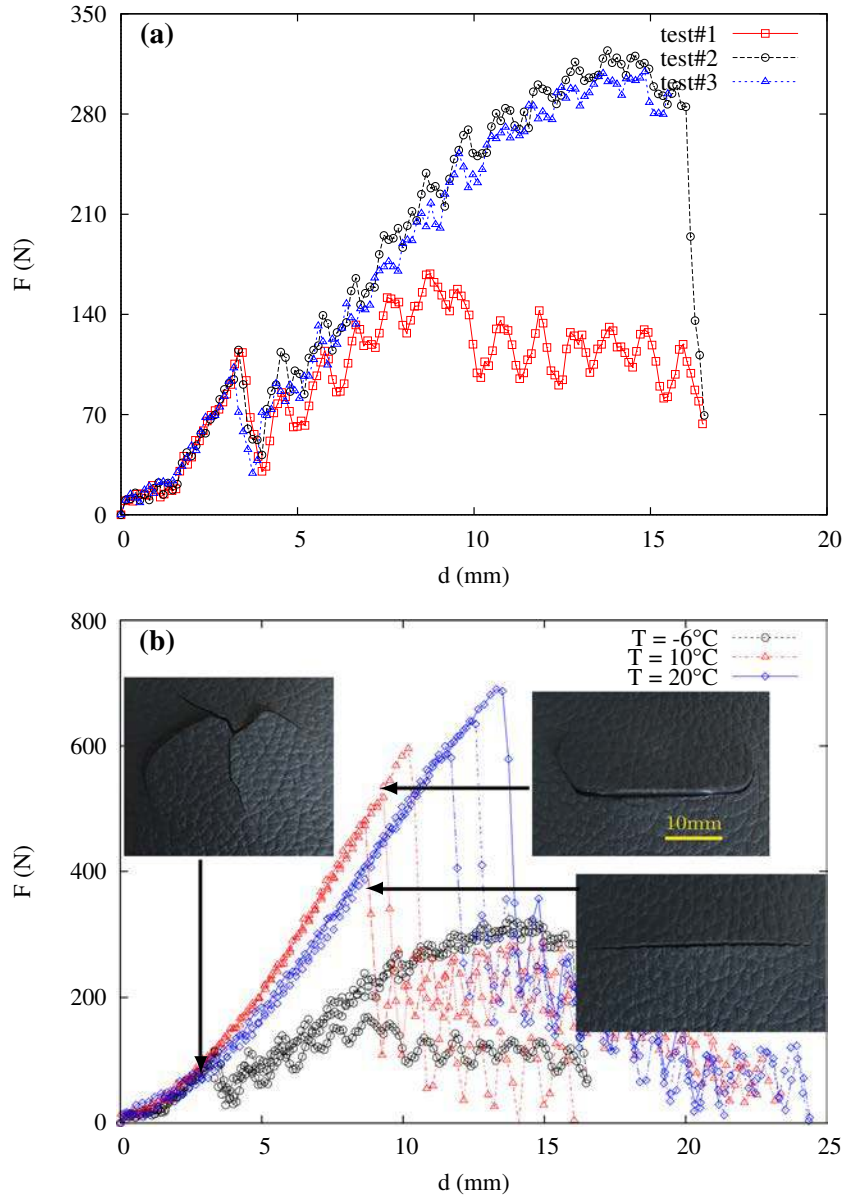 (a)
test#1
test#2
test#3
350
280
210
140
70
0
F (N)
0 5 10 15 20
d (mm)
(b)
T = -6°C
T = 10°C
T = 20°C
800
600
400
200
0
F (N)
10mm
0 5 10 15 20 25
d (mm)